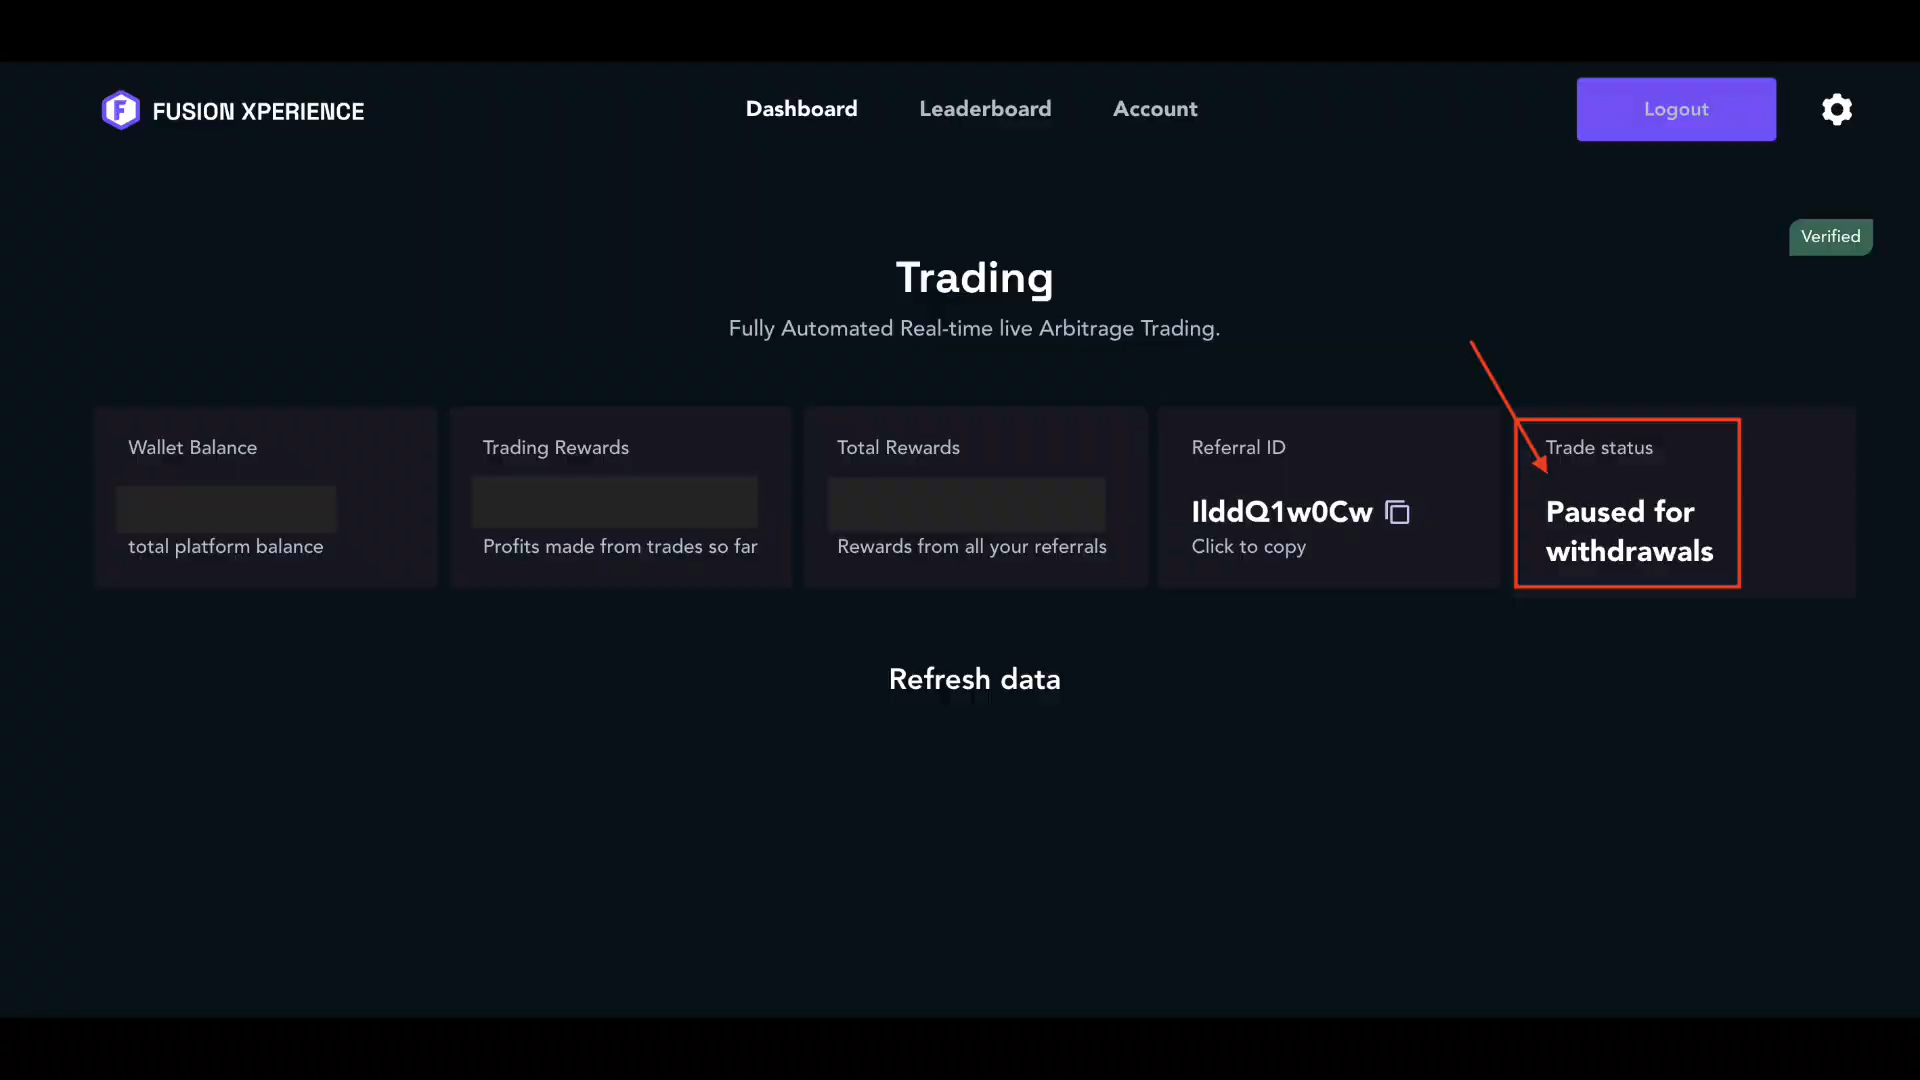 FUSION XPERIENCE
Dashboard
Leaderboard
Account
Logout
Verified
Trading
Fully Automated Real-time live Arbitrage Trading.
Wallet Balance
total platform balance
Trading Rewards
Profits made from trades so far
Total Rewards
Rewards from all your referrals
Referral ID
IlddQ1w0Cw
Click to copy
Trade status
Paused for
withdrawals
Refresh data